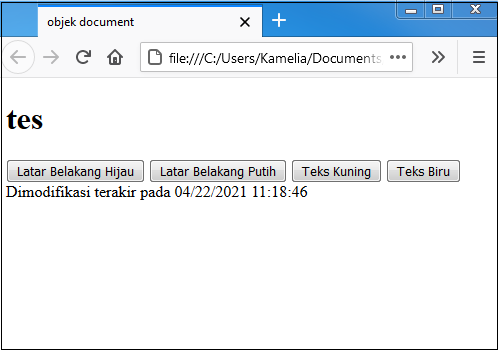 objek document
file:///C:/Users/Kamelia/Documents
tes
Latar Belakang Hijau Latar Belakang Putih Teks Kuning Teks Biru
Dimodifikasi terakir pada 04/22/2021 11:18:46